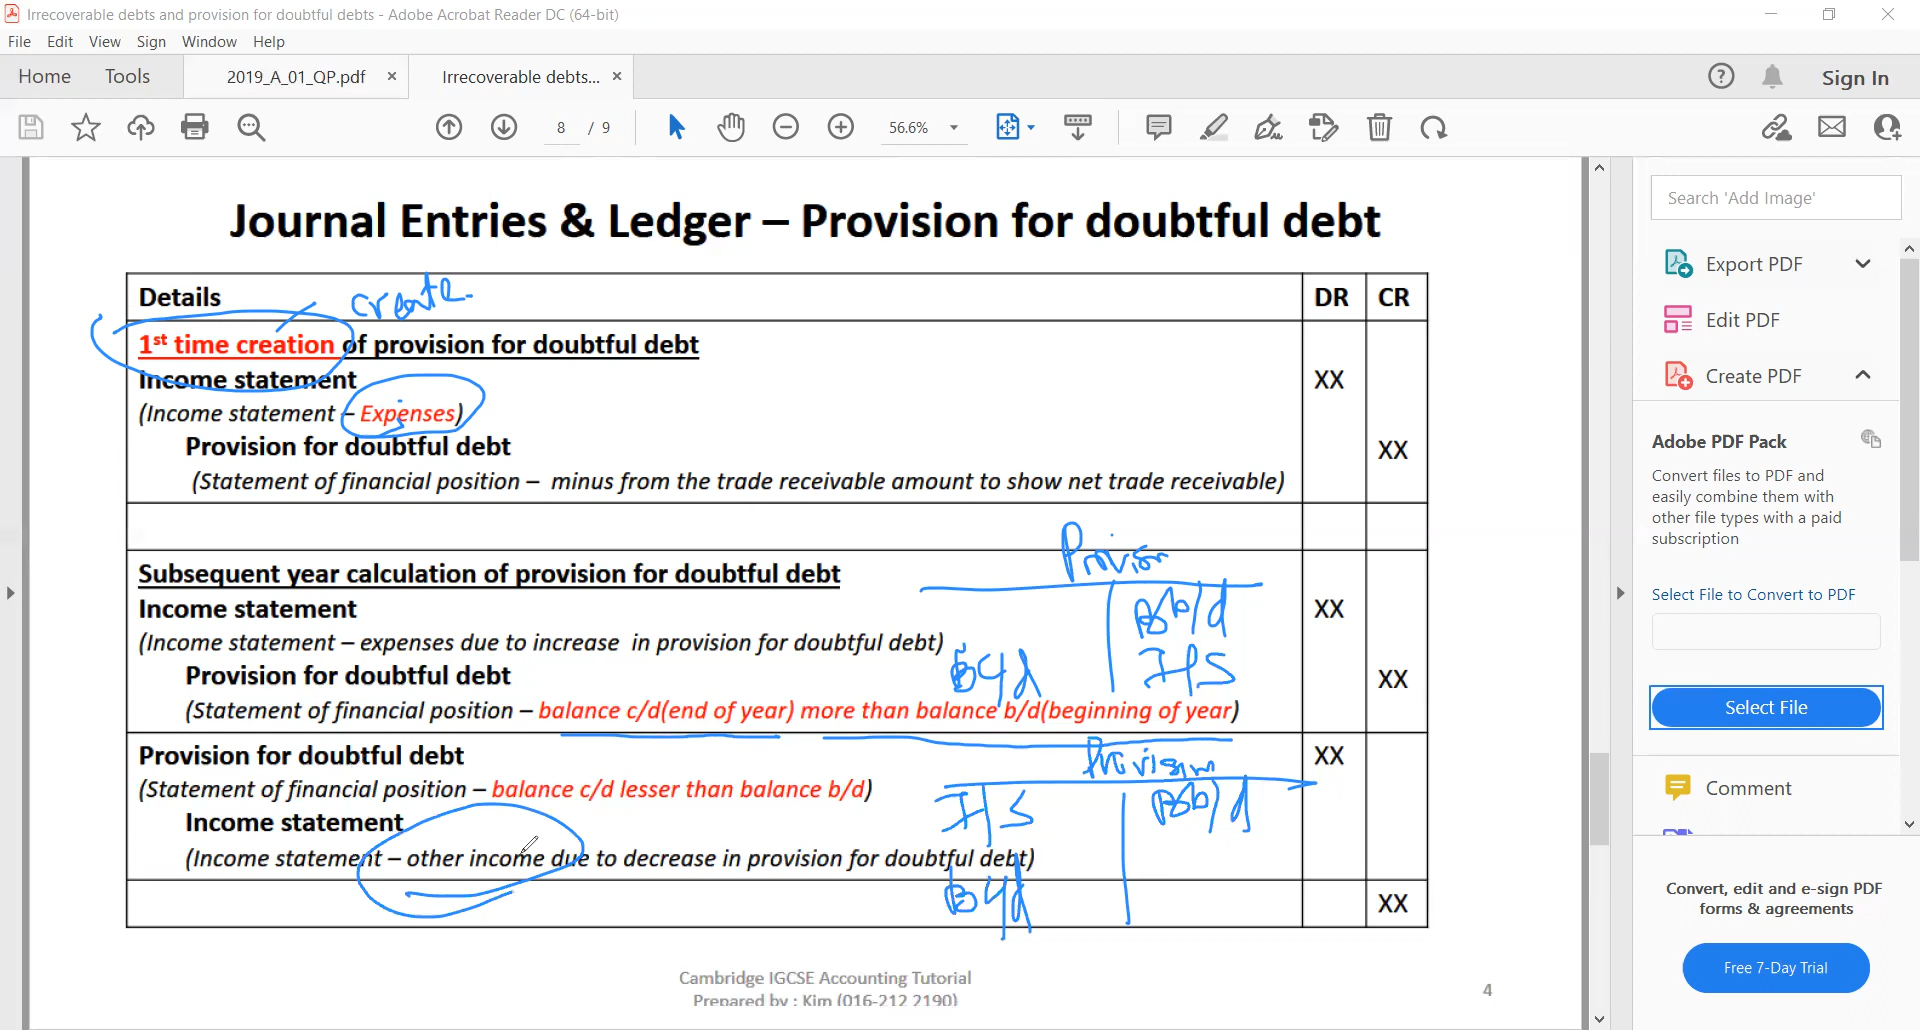 Irrecoverable debts and provision for doubtful debts - Adobe Acrobat Reader DC (64-bit)
File Edit View Sign Window Help
Home Tools 2019_A_01_QP.pdf × Irrecoverable debts... × Sign In
8 / 9 56.6%
Journal Entries & Ledger – Provision for doubtful debt
Details DR CR
create
1st time creation of provision for doubtful debt
Income statement XX
(Income statement – Expenses)
Provision for doubtful debt XX
(Statement of financial position – minus from the trade receivable amount to show net trade receivable)
Provision
Subsequent year calculation of provision for doubtful debt
Bb/d
Income statement XX
(Income statement – expenses due to increase in provision for doubtful debt)
Bc/d I/S
Provision for doubtful debt XX
(Statement of financial position – balance c/d(end of year) more than balance b/d(beginning of year)
Provision for doubtful debt XX
Provision
(Statement of financial position – balance c/d lesser than balance b/d)
I/S Bb/d
Income statement
(Income statement – other income due to decrease in provision for doubtful debt)
Bc/d
XX
Cambridge IGCSE Accounting Tutorial
Prepared by : Kim (016-212 2190)
4
Search 'Add Image'
Export PDF
Edit PDF
Create PDF
Adobe PDF Pack
Convert files to PDF and
easily combine them with
other file types with a paid
subscription
Select File to Convert to PDF
Select File
Comment
Convert, edit and e-sign PDF
forms & agreements
Free 7-Day Trial